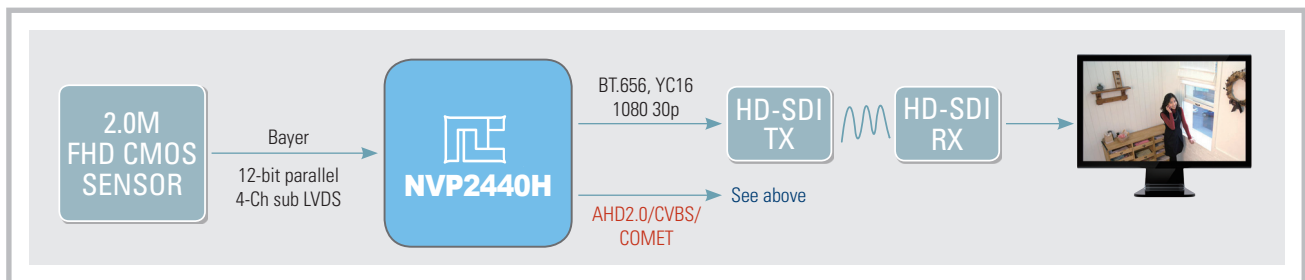 2.0M
FHD CMOS
SENSOR
Bayer
12-bit parallel
4-Ch sub LVDS
NVP2440H
BT.656, YC16
1080 30p
HD-SDI
TX
HD-SDI
RX
AHD2.0/CVBS/
COMET
See above